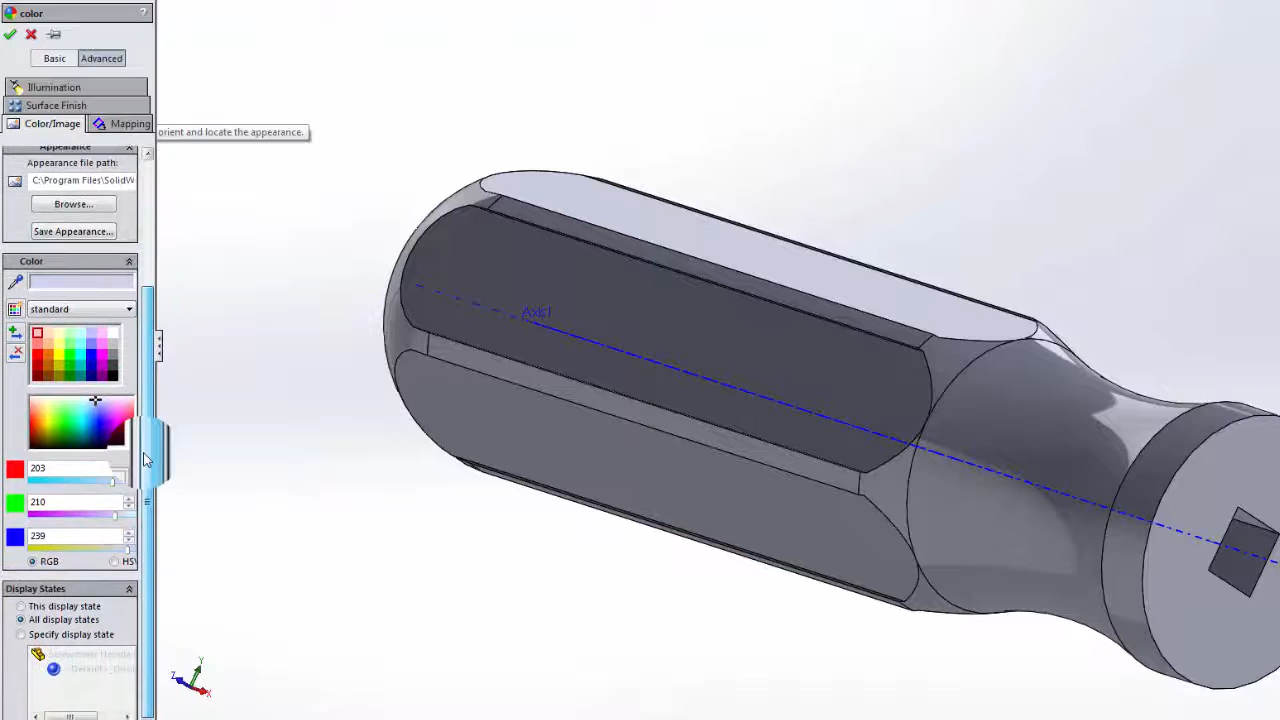 color
?
Basic
Advanced
Illumination
Surface Finish
Color/Image
Mapping
orient and locate the appearance.
Appearance
Appearance file path:
C:\Program Files\SolidW
Browse...
Save Appearance...
Color
standard
Axis1
203
210
239
RGB
HSV
Display States
This display state
All display states
Specify display state
Y
Z
X